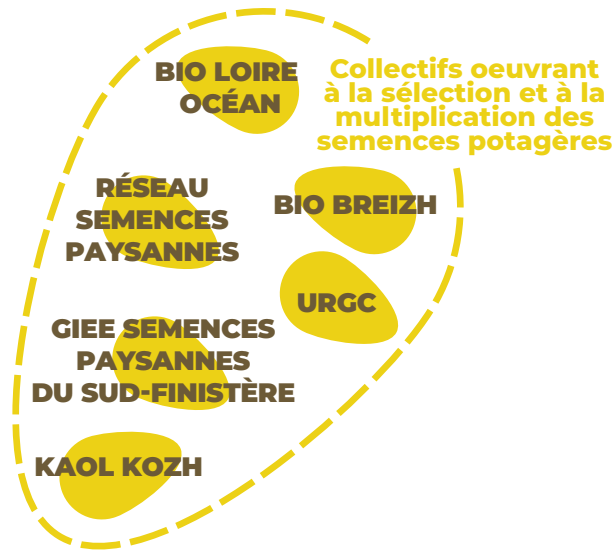 BIO LOIRE
OCÉAN
Collectifs oeuvrant
à la sélection et à la
multiplication des
semences potagères
RÉSEAU
SEMENCES
PAYSANNES
BIO BREIZH
URGC
GIEE SEMENCES
PAYSANNES
DU SUD-FINISTÈRE
KAOL KOZH